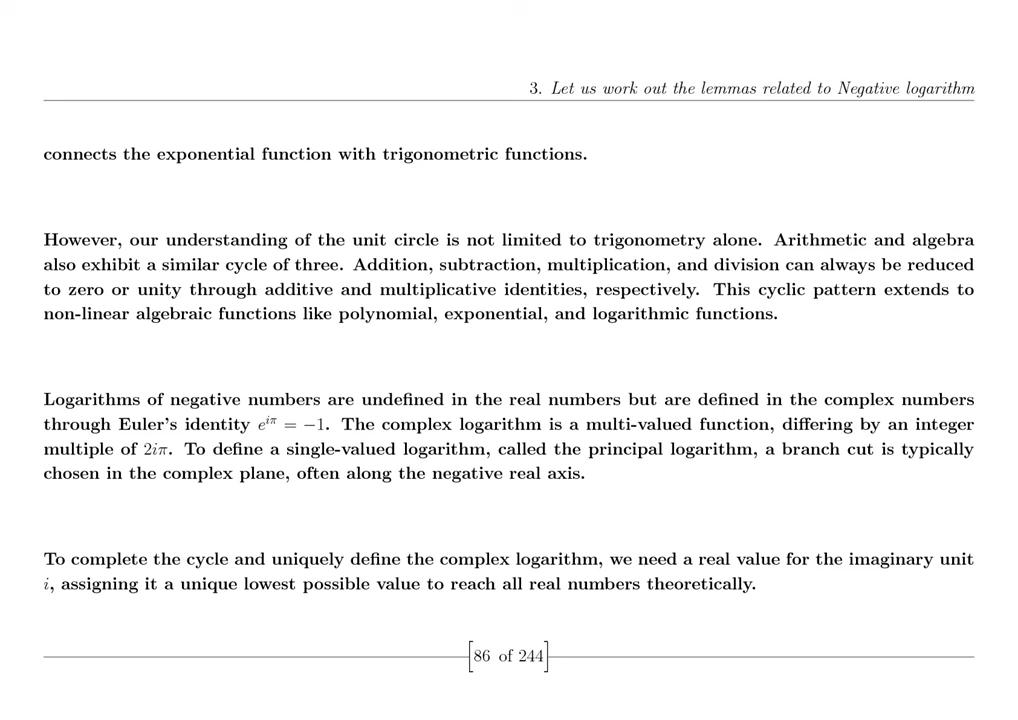 3. Let us work out the lemmas related to Negative logarithm
connects the exponential function with trigonometric functions.
However, our understanding of the unit circle is not limited to trigonometry alone. Arithmetic and algebra
also exhibit a similar cycle of three. Addition, subtraction, multiplication, and division can always be reduced
to zero or unity through additive and multiplicative identities, respectively. This cyclic pattern extends to
non-linear algebraic functions like polynomial, exponential, and logarithmic functions.
Logarithms of negative numbers are undefined in the real numbers but are defined in the complex numbers
through Euler's identity e^{iπ} = −1. The complex logarithm is a multi-valued function, differing by an integer
multiple of 2iπ. To define a single-valued logarithm, called the principal logarithm, a branch cut is typically
chosen in the complex plane, often along the negative real axis.
To complete the cycle and uniquely define the complex logarithm, we need a real value for the imaginary unit
i, assigning it a unique lowest possible value to reach all real numbers theoretically.
[86 of 244]